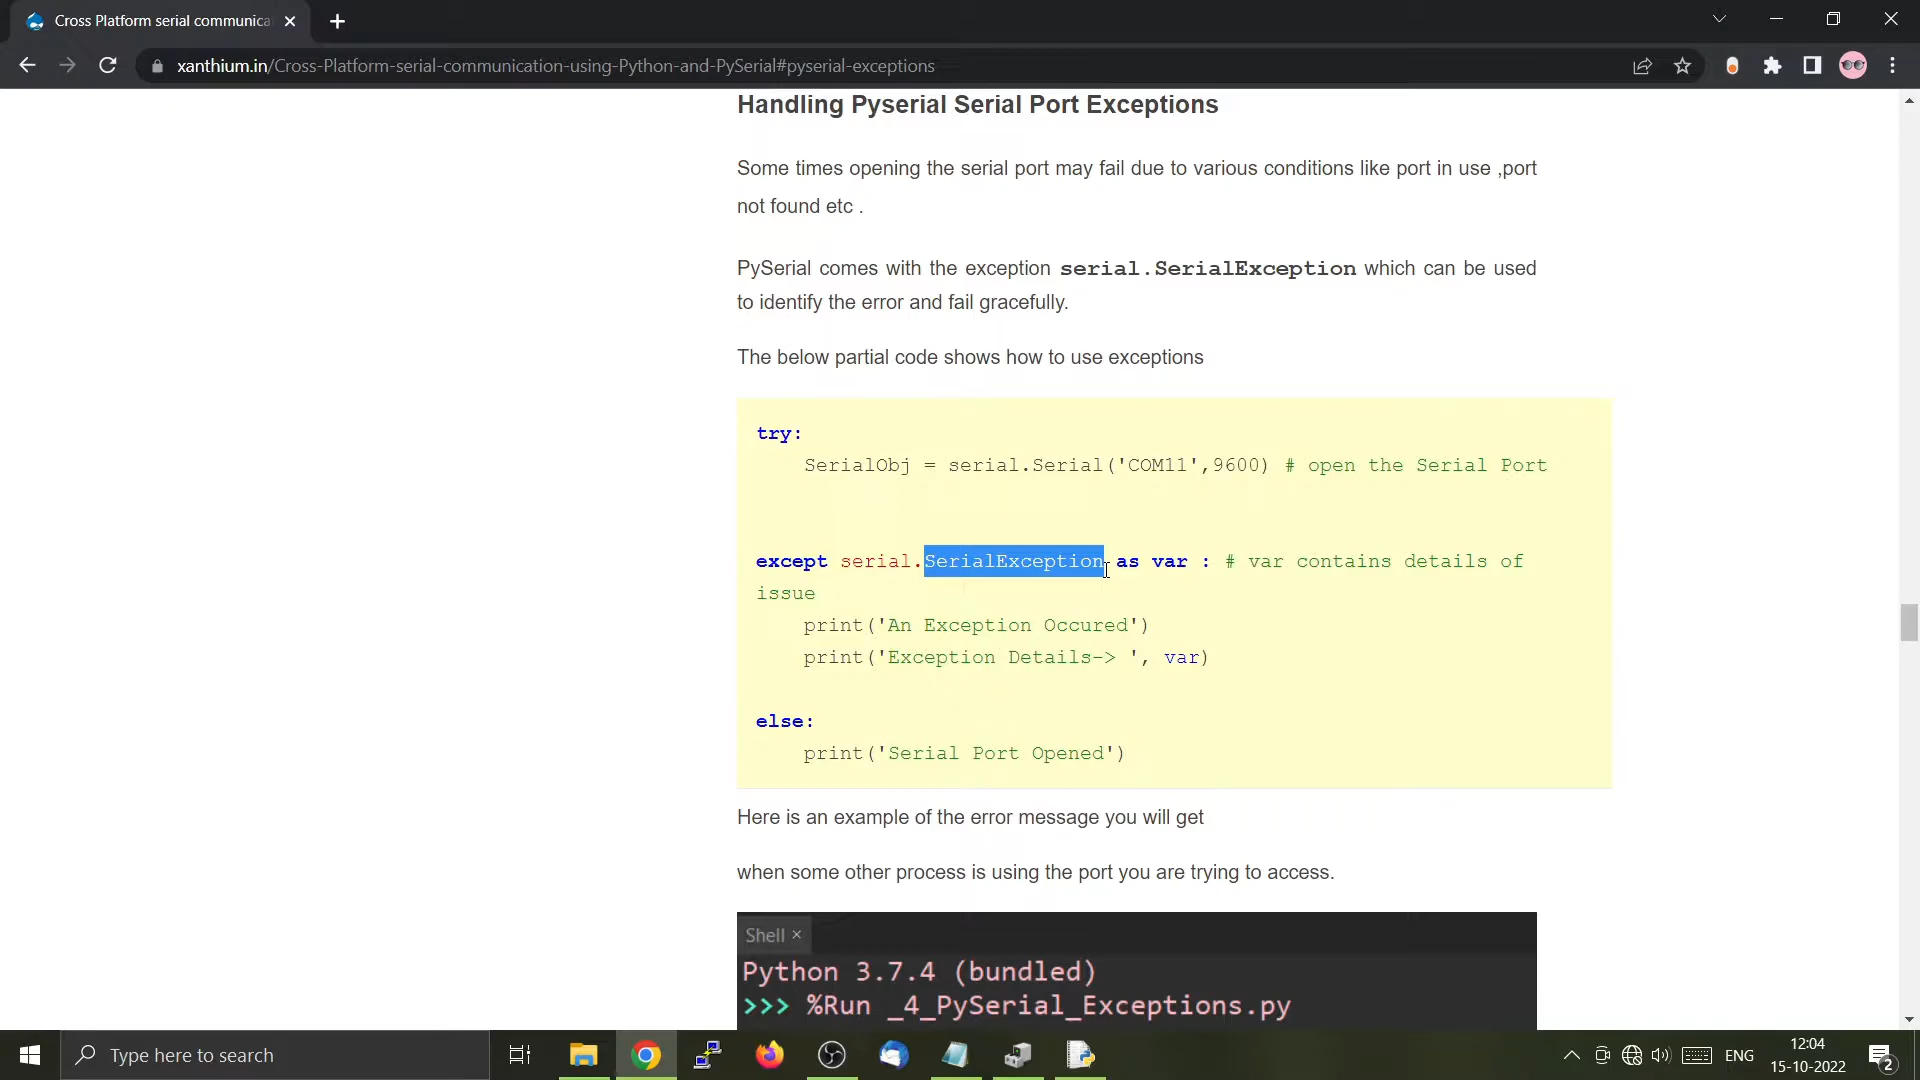 Cross Platform serial communica
xanthium.in/Cross-Platform-serial-communication-using-Python-and-PySerial#pyserial-exceptions
Handling Pyserial Serial Port Exceptions
Some times opening the serial port may fail due to various conditions like port in use ,port
not found etc .
PySerial comes with the exception serial.SerialException which can be used
to identify the error and fail gracefully.
The below partial code shows how to use exceptions
try:
    SerialObj = serial.Serial('COM11',9600) # open the Serial Port
except serial.SerialException as var : # var contains details of
issue
    print('An Exception Occured')
    print('Exception Details-> ', var)
else:
    print('Serial Port Opened')
Here is an example of the error message you will get
when some other process is using the port you are trying to access.
Shell ×
Python 3.7.4 (bundled)
>>> %Run _4_PySerial_Exceptions.py
Type here to search
ENG
12:04
15-10-2022
2